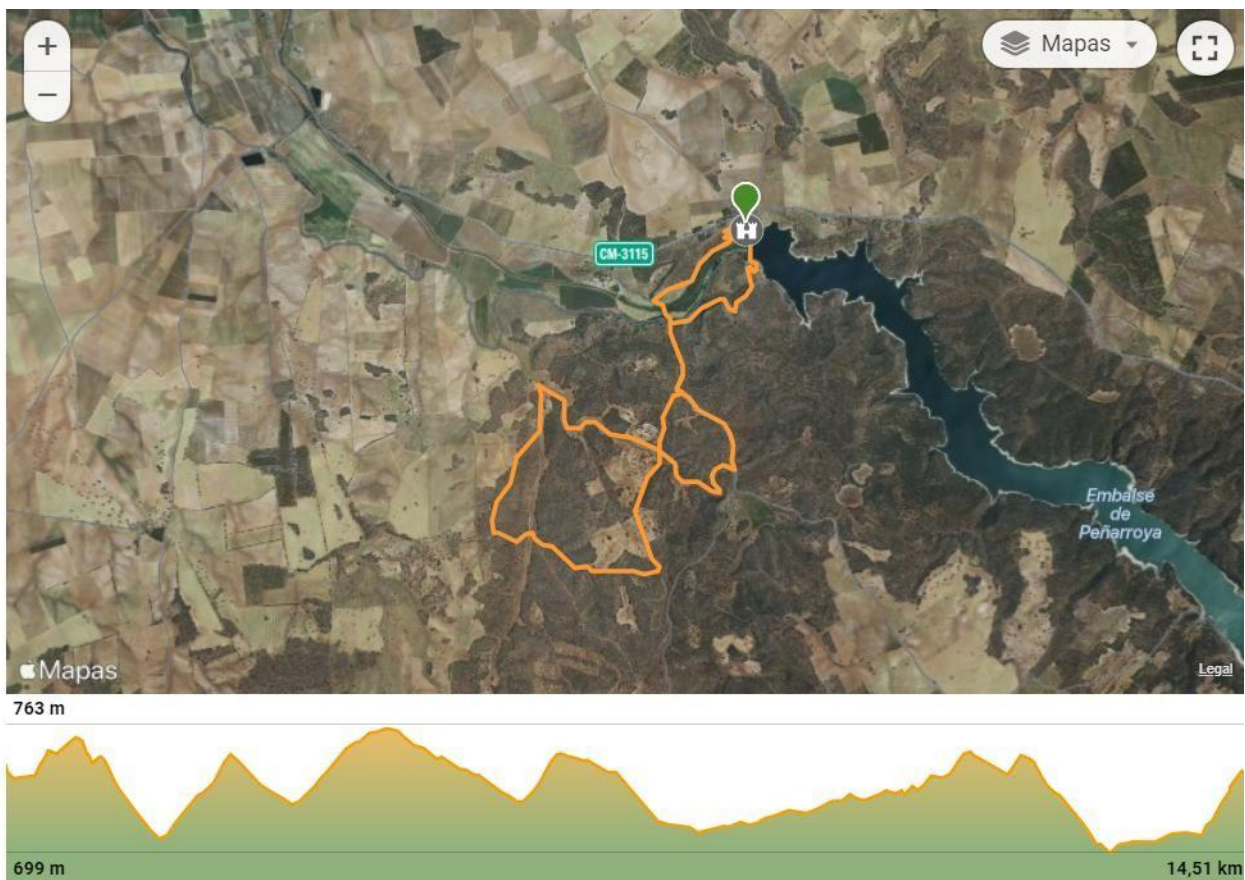 +
Mapas
−
CM-3115
Embalse
de
Peñarroya
Mapas
Legal
763 m
699 m
14,51 km